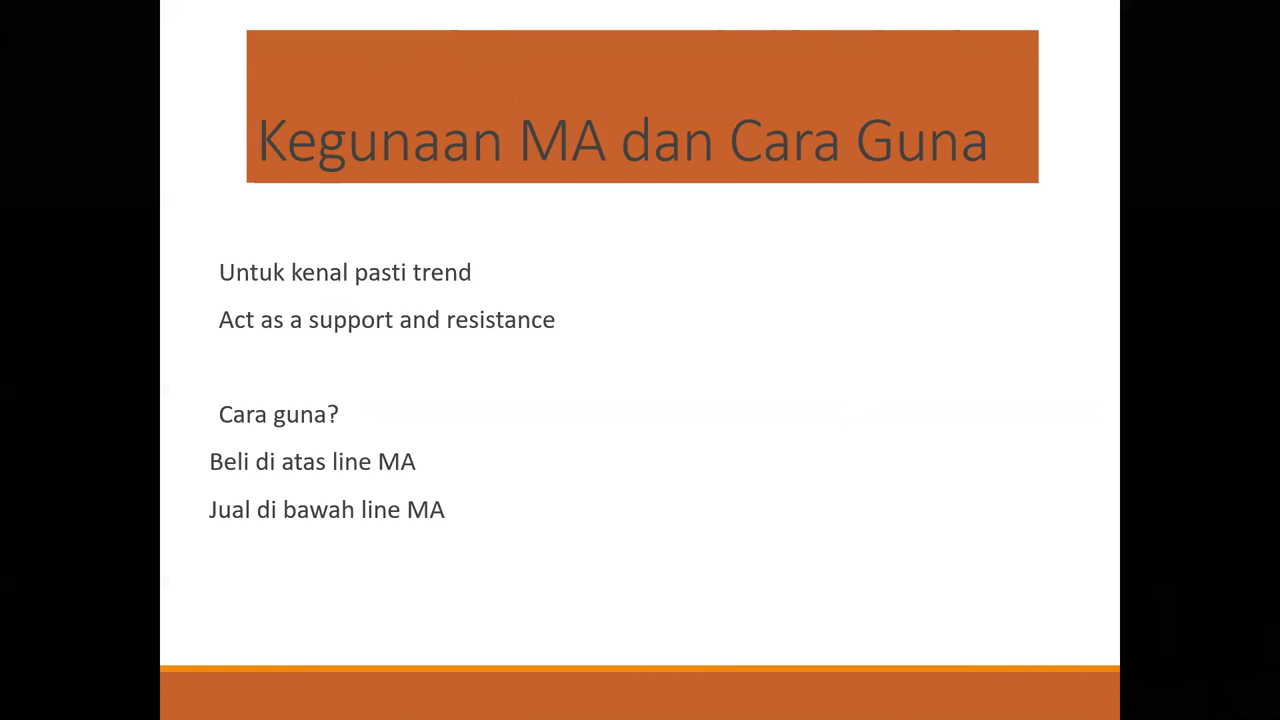 Kegunaan MA dan Cara Guna
Untuk kenal pasti trend
Act as a support and resistance
Cara guna?
Beli di atas line MA
Jual di bawah line MA